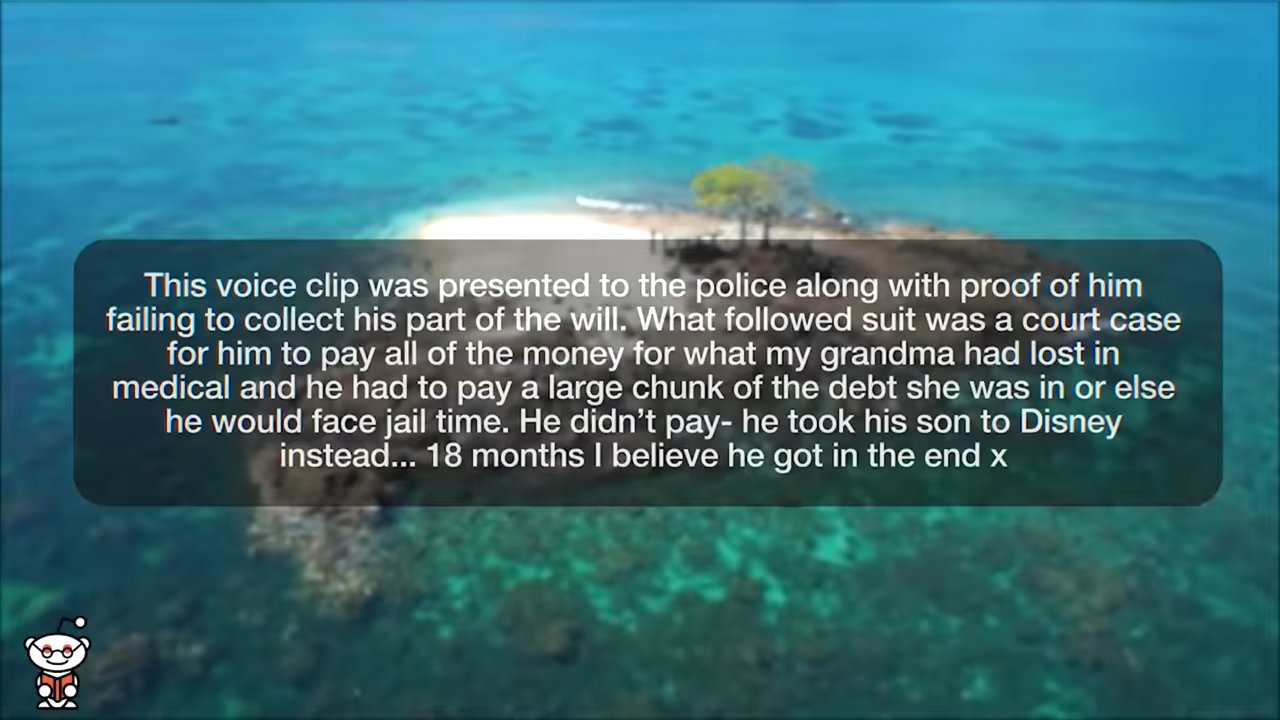 This voice clip was presented to the police along with proof of him
failing to collect his part of the will. What followed suit was a court case
for him to pay all of the money for what my grandma had lost in
medical and he had to pay a large chunk of the debt she was in or else
he would face jail time. He didn’t pay- he took his son to Disney
instead... 18 months I believe he got in the end x